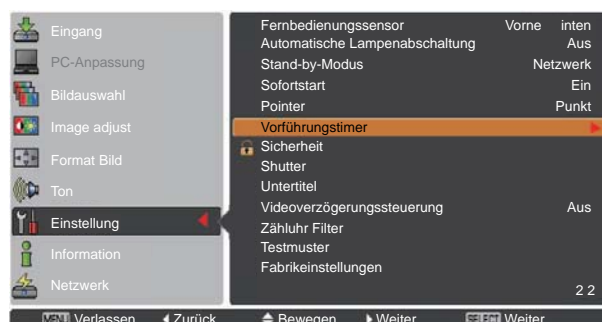 Eingang
PC-Anpassung
Bildauswahl
Image adjust
Format Bild
Ton
Einstellung
Information
Netzwerk
Fernbedienungssensor Vorne inten
Automatische Lampenabschaltung Aus
Stand-by-Modus Netzwerk
Sofortstart Ein
Pointer Punkt
Vorführungstimer
Sicherheit
Shutter
Untertitel
Videoverzögerungssteuerung Aus
Zähluhr Filter
Testmuster
Fabrikeinstellungen
2 2
MENU Verlassen Zurück Bewegen Weiter SELECT Weiter